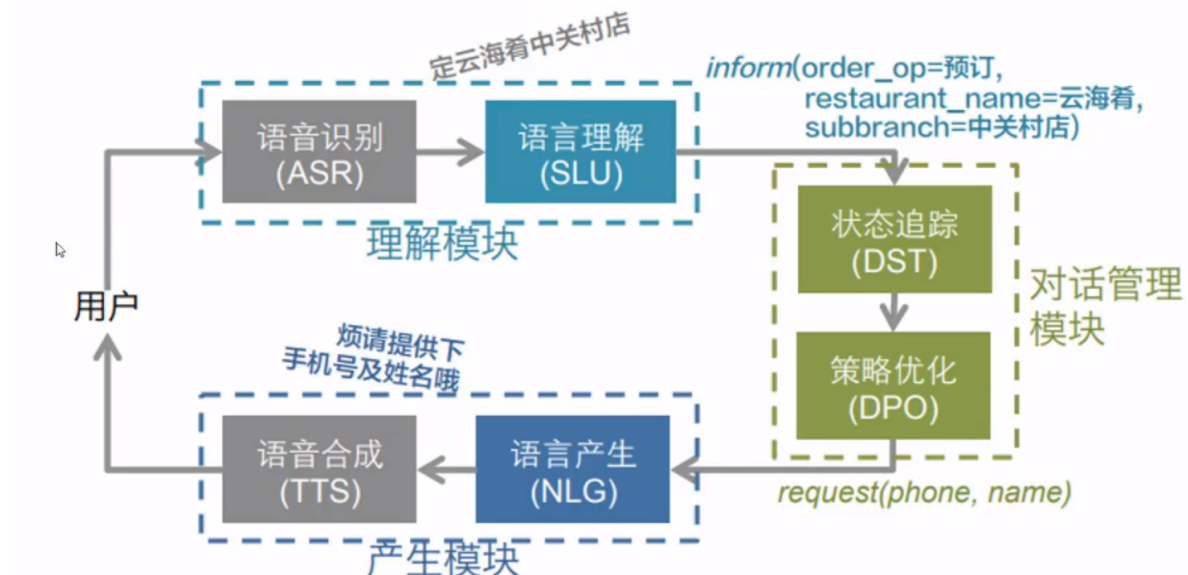 定云海肴中关村店
inform(order_op=预订,
restaurant_name=云海肴,
subbranch=中关村店)
语音识别
(ASR)
语言理解
(SLU)
理解模块
状态追踪
(DST)
对话管理
模块
策略优化
(DPO)
用户
烦请提供下
手机号及姓名哦
语音合成
(TTS)
语言产生
(NLG)
request(phone, name)
产生模块